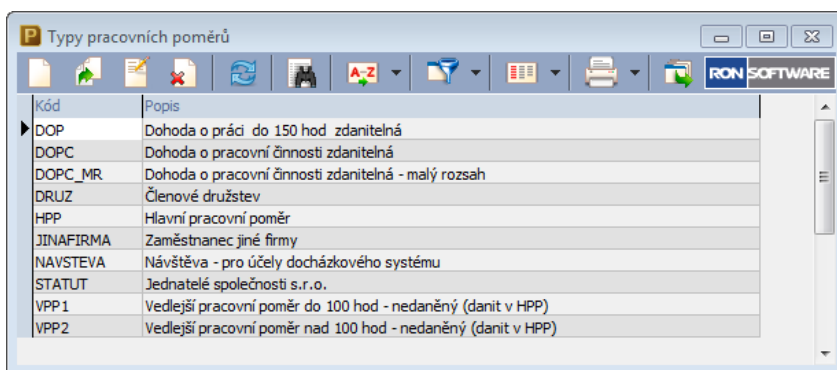 P Typy pracovních poměrů
A-Z RON SOFTWARE
Kód Popis
DOP Dohoda o práci do 150 hod zdanitelná
DOPC Dohoda o pracovní činnosti zdanitelná
DOPC_MR Dohoda o pracovní činnosti zdanitelná - malý rozsah
DRUZ Členové družstev
HPP Hlavní pracovní poměr
JINAFIRMA Zaměstnanec jiné firmy
NAVSTEVA Návštěva - pro účely docházkového systému
STATUT Jednatelé společnosti s.r.o.
VPP1 Vedlejší pracovní poměr do 100 hod - nedaněný (danit v HPP)
VPP2 Vedlejší pracovní poměr nad 100 hod - nedaněný (danit v HPP)